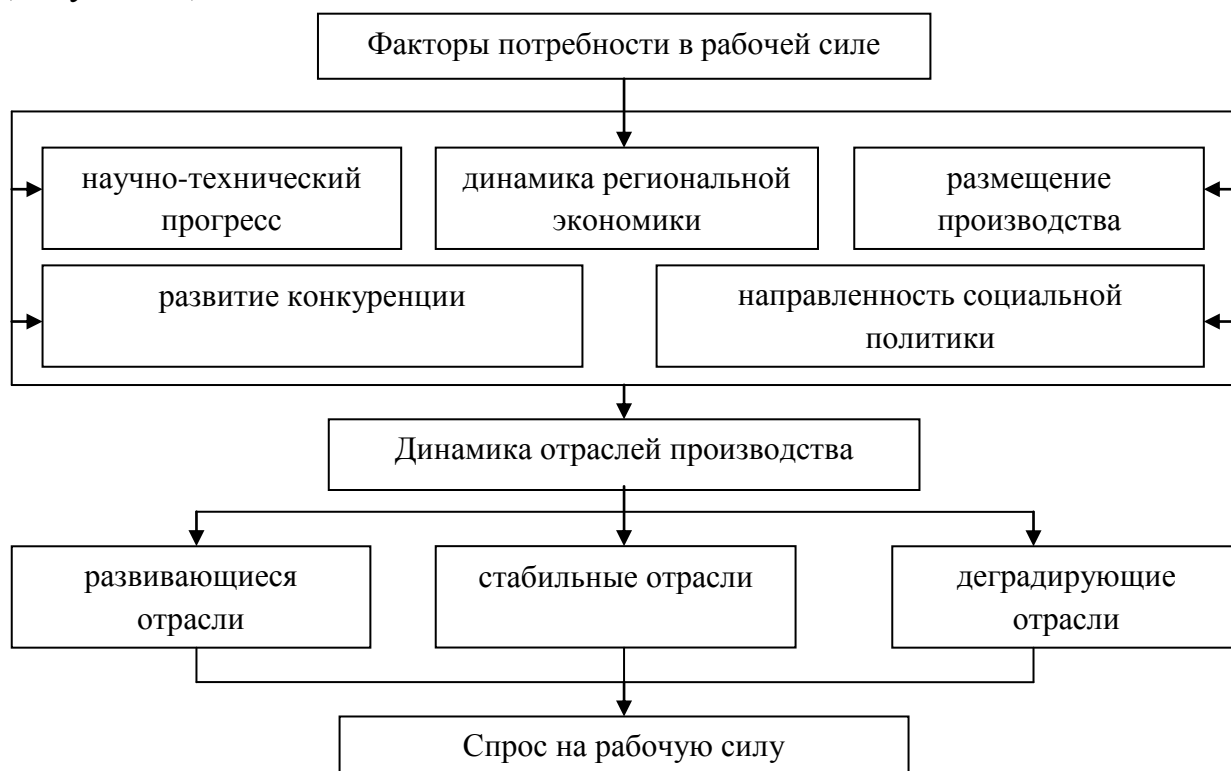 Факторы потребности в рабочей силе
научно-технический
прогресс
динамика региональной
экономики
размещение
производства
развитие конкуренции
направленность социальной
политики
Динамика отраслей производства
развивающиеся
отрасли
стабильные отрасли
деградирующие
отрасли
Спрос на рабочую силу